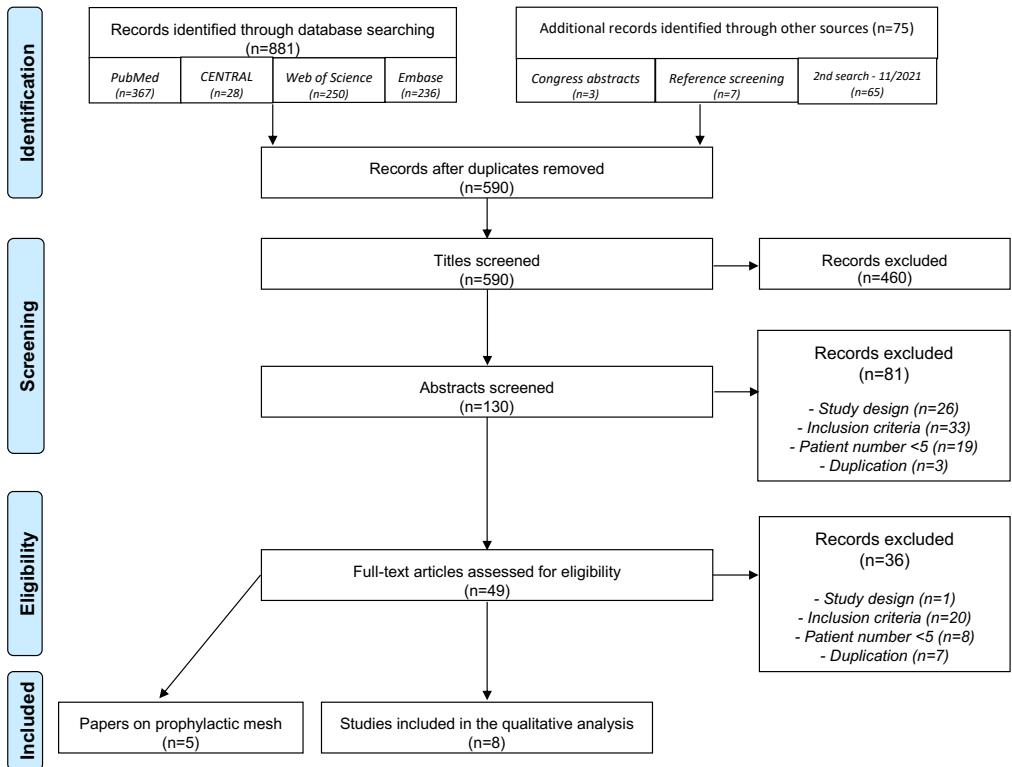 Identification
Records identified through database searching
(n=881)
PubMed
(n=367)
CENTRAL
(n=28)
Web of Science
(n=250)
Embase
(n=236)
Additional records identified through other sources (n=75)
Congress abstracts
(n=3)
Reference screening
(n=7)
2nd search - 11/2021
(n=65)
Records after duplicates removed
(n=590)
Screening
Titles screened
(n=590)
Records excluded
(n=460)
Abstracts screened
(n=130)
Records excluded
(n=81)
- Study design (n=26)
- Inclusion criteria (n=33)
- Patient number <5 (n=19)
- Duplication (n=3)
Eligibility
Full-text articles assessed for eligibility
(n=49)
Records excluded
(n=36)
- Study design (n=1)
- Inclusion criteria (n=20)
- Patient number <5 (n=8)
- Duplication (n=7)
Included
Papers on prophylactic mesh
(n=5)
Studies included in the qualitative analysis
(n=8)